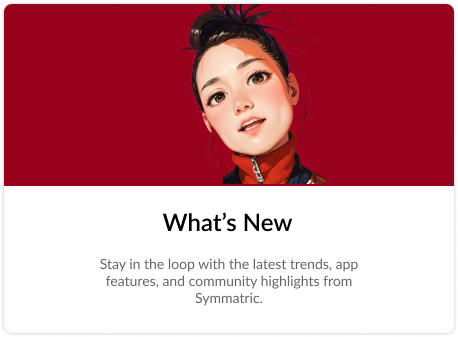 What’s New
Stay in the loop with the latest trends, app
features, and community highlights from
Symmatric.